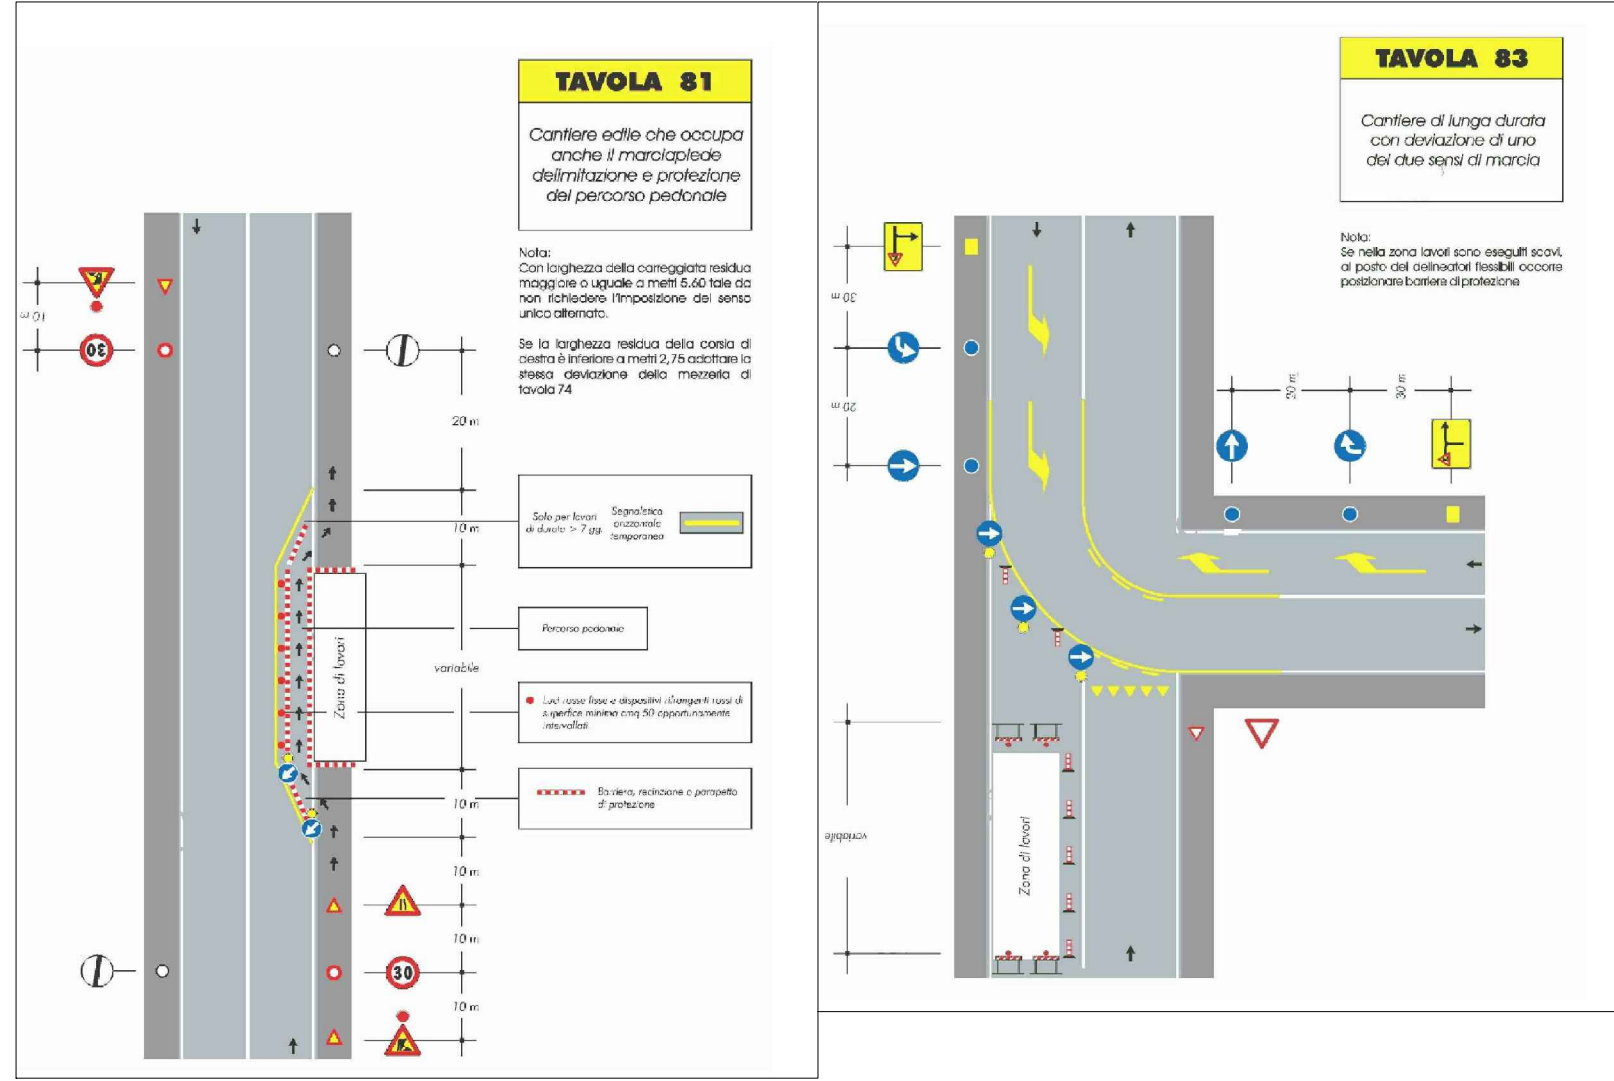 TAVOLA 81
Cantiere edile che occupa
anche il marciapiede
delimitazione e protezione
del percorso pedonale
Nota:
Con larghezza della carreggiata residua
maggiore o uguale a metri 5.60 tale da
non richiedere l'imposizione del senso
unico alternato.
Se la larghezza residua della corsia di
destra è inferiore a metri 2,75 adottare la
stessa deviazione della mezzeria di
tavola 74
10 m
30
20 m
10 m
Solo per lavori
di durata > 7 gg.
Segnaletica
orizzontale
temporanea
Percorso pedonale
Zona di lavori
variabile
Luci rosse fisse e dispositivi rifrangenti rossi di
superfice minima cmq 50 opportunamente
intervallati
Barriera, recinzione o parapetto
di protezione
10 m
10 m
10 m
30
10 m
TAVOLA 83
Cantiere di lunga durata
con deviazione di uno
dei due sensi di marcia
Nota:
Se nella zona lavori sono eseguiti scavi,
al posto dei delineatori flessibili occorre
posizionare barriere di protezione
30 m
20 m
20 m
30 m
variabile
Zona di lavori